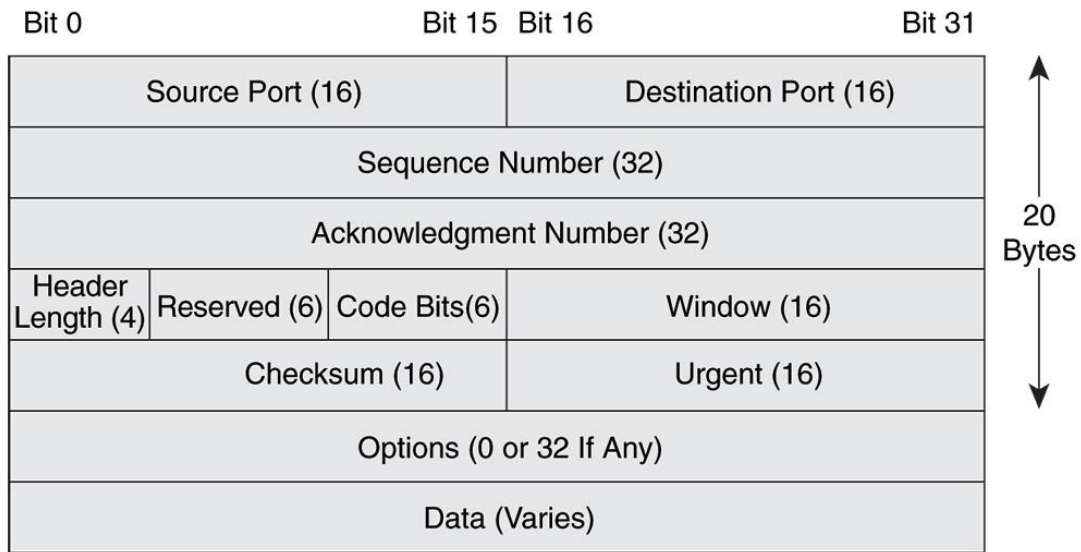 Bit 0 Bit 15 Bit 16 Bit 31
Source Port (16) Destination Port (16)
Sequence Number (32)
Acknowledgment Number (32)
20
Bytes
Header
Length (4) Reserved (6) Code Bits(6) Window (16)
Checksum (16) Urgent (16)
Options (0 or 32 If Any)
Data (Varies)